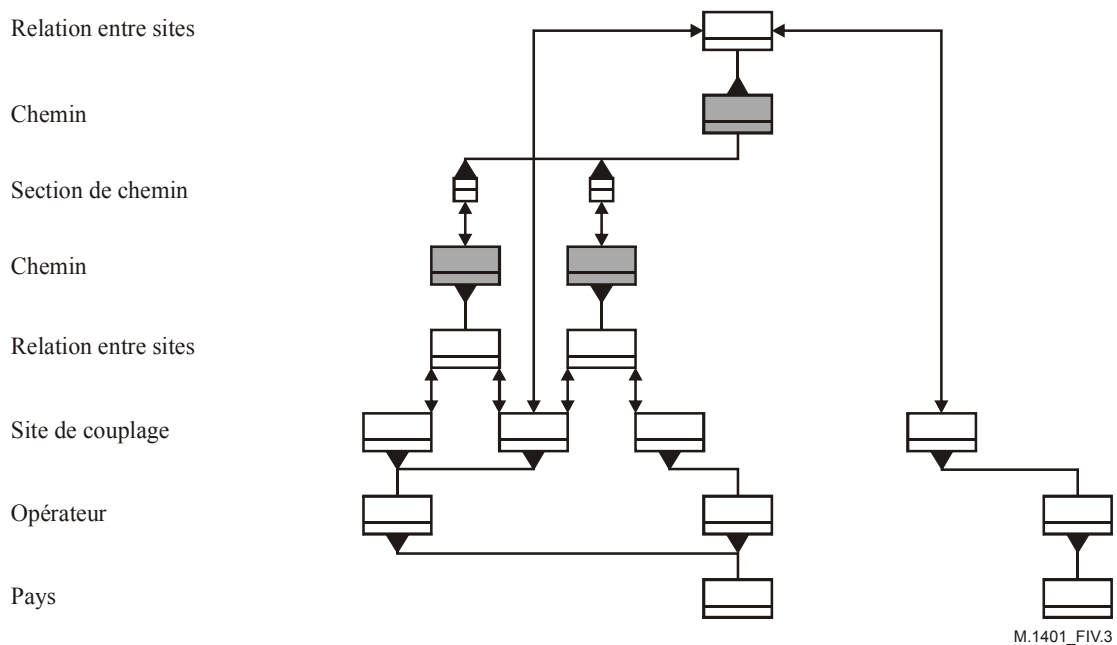 Relation entre sites
Chemin
Section de chemin
Chemin
Relation entre sites
Site de couplage
Opérateur
Pays
M.1401_FIV.3